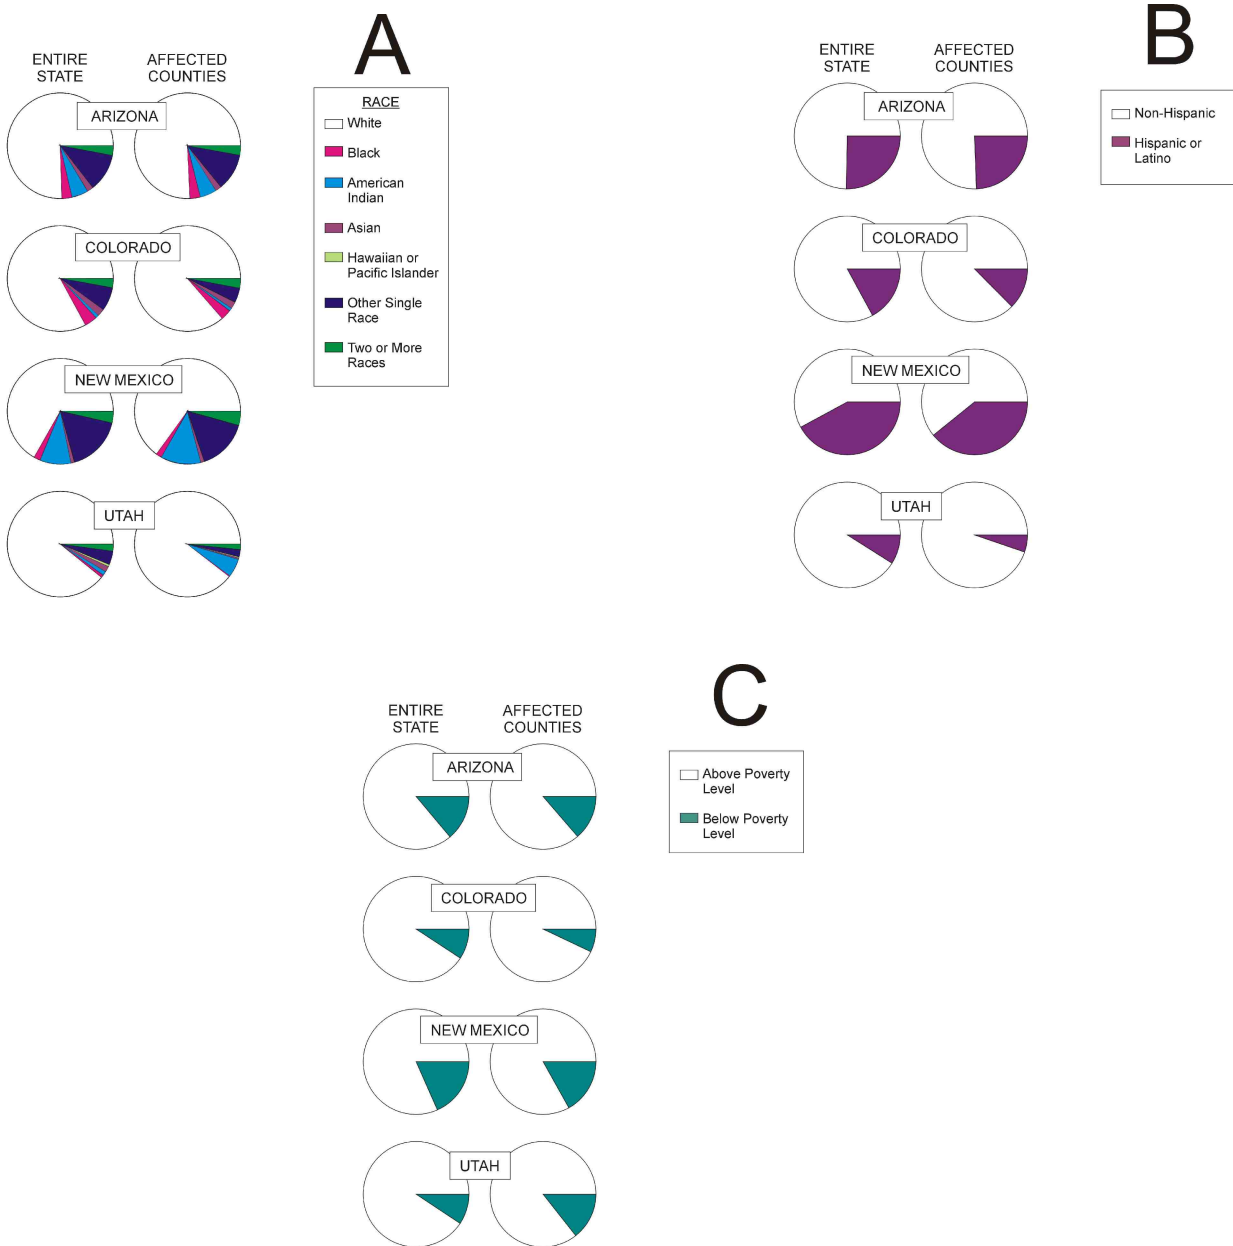 A
ENTIRE
STATE
AFFECTED
COUNTIES
ARIZONA
COLORADO
NEW MEXICO
UTAH
RACE
White
Black
American
Indian
Asian
Hawaiian or
Pacific Islander
Other Single
Race
Two or More
Races
B
ENTIRE
STATE
AFFECTED
COUNTIES
ARIZONA
COLORADO
NEW MEXICO
UTAH
Non-Hispanic
Hispanic or
Latino
C
ENTIRE
STATE
AFFECTED
COUNTIES
ARIZONA
COLORADO
NEW MEXICO
UTAH
Above Poverty
Level
Below Poverty
Level